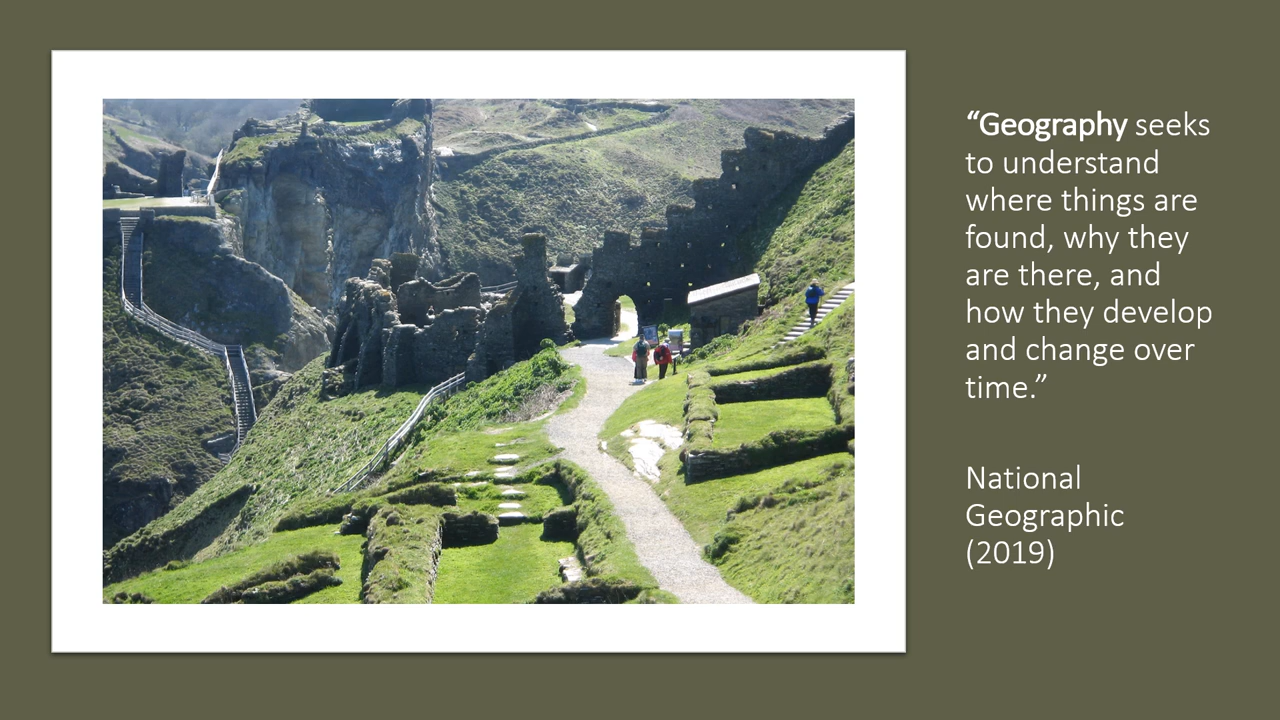 “Geography seeks
to understand
where things are
found, why they
are there, and
how they develop
and change over
time.”
National
Geographic
(2019)